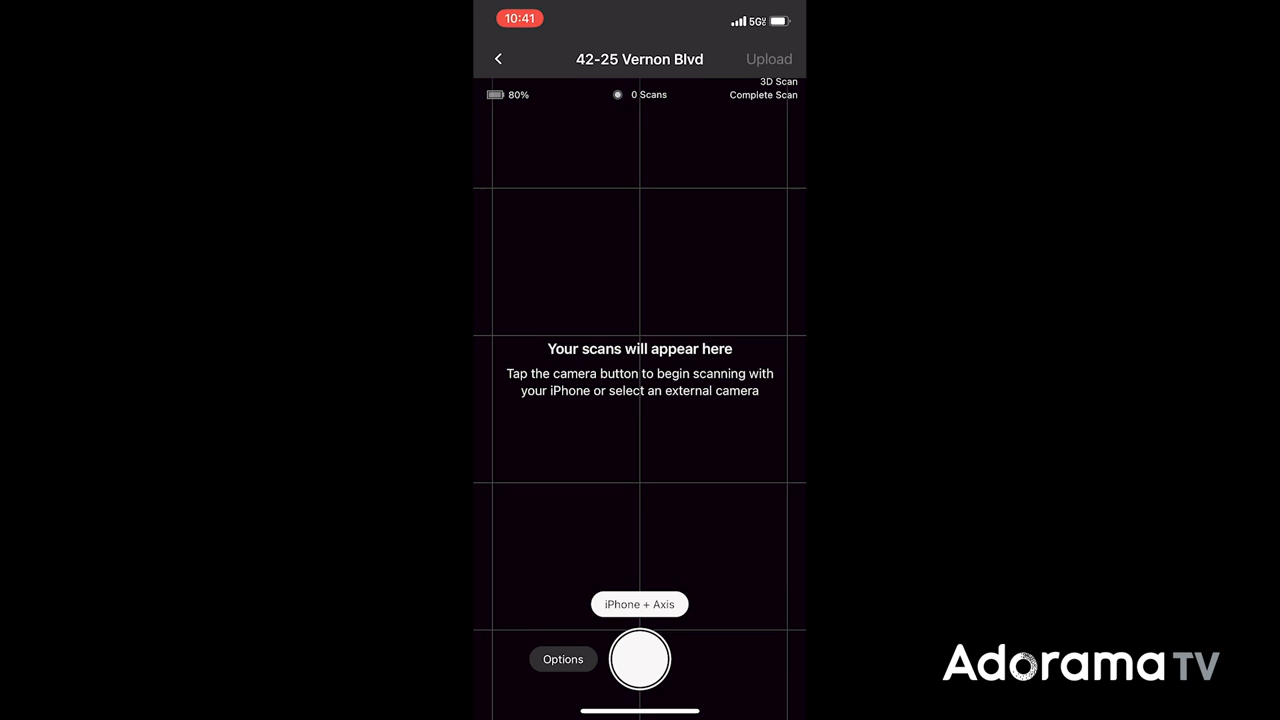 10:41
5G
42-25 Vernon Blvd
Upload
80%
0 Scans
3D Scan
Complete Scan
Your scans will appear here
Tap the camera button to begin scanning with
your iPhone or select an external camera
iPhone + Axis
Options
Adorama TV